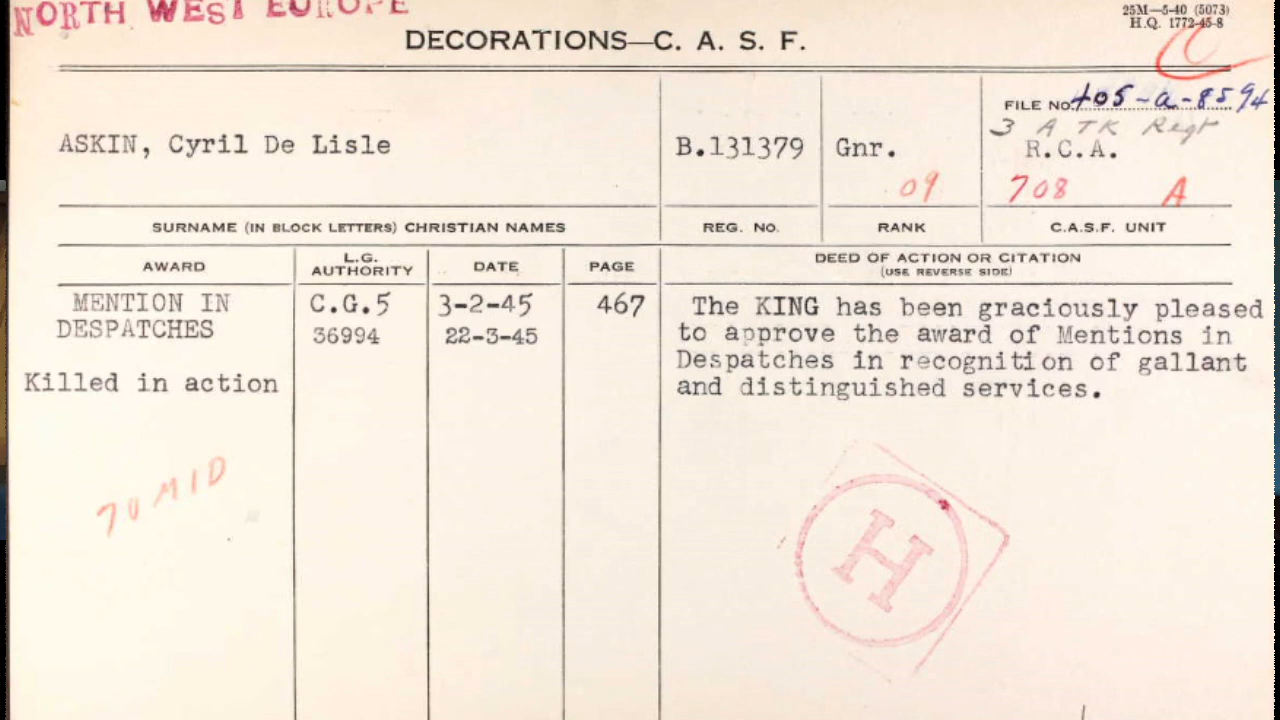 NORTH WEST EUROPE
25M—5-40 (5073)
H.Q. 1772-45-8
DECORATIONS—C. A. S. F.
C
FILE NO. 405-a-8594
3 A TK Regt
ASKIN, Cyril De Lisle
B.131379
Gnr.
R.C.A.
09
708 A
SURNAME (IN BLOCK LETTERS) CHRISTIAN NAMES
REG. NO.
RANK
C.A.S.F. UNIT
AWARD
L.G. AUTHORITY
DATE
PAGE
DEED OF ACTION OR CITATION
(USE REVERSE SIDE)
MENTION IN
DESPATCHES
C.G.5
3-2-45
467
36994
22-3-45
The KING has been graciously pleased
to approve the award of Mentions in
Despatches in recognition of gallant
and distinguished services.
Killed in action
70 MID
H